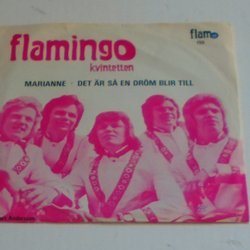 flamingo
kvintetten
flam
MARIANNE · DET ÄR SÅ EN DRÖM BLIR TILL